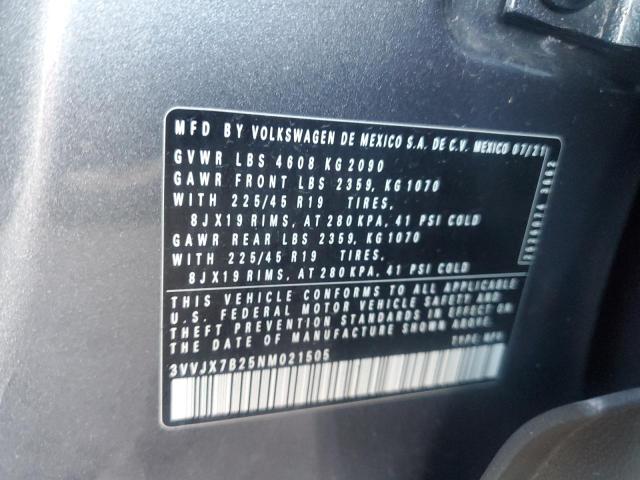 MFD BY VOLKSWAGEN DE MEXICO S.A. DE C.V. MEXICO 07/21
GVWR LBS 4608 KG 2090
GAWR FRONT LBS 2359, KG 1070
WITH 225/45 R19 TIRES,
8JX19 RIMS, AT 280 KPA, 41 PSI COLD
GAWR REAR LBS 2359, KG 1070
WITH 225/45 R19 TIRES,
8JX19 RIMS, AT 280 KPA, 41 PSI COLD
THIS VEHICLE CONFORMS TO ALL APPLICABLE
U.S. FEDERAL MOTOR VEHICLE SAFETY AND
THEFT PREVENTION STANDARDS IN EFFECT ON
THE DATE OF MANUFACTURE SHOWN ABOVE.
3VVJX7B25NM021505
TYPE: MPV